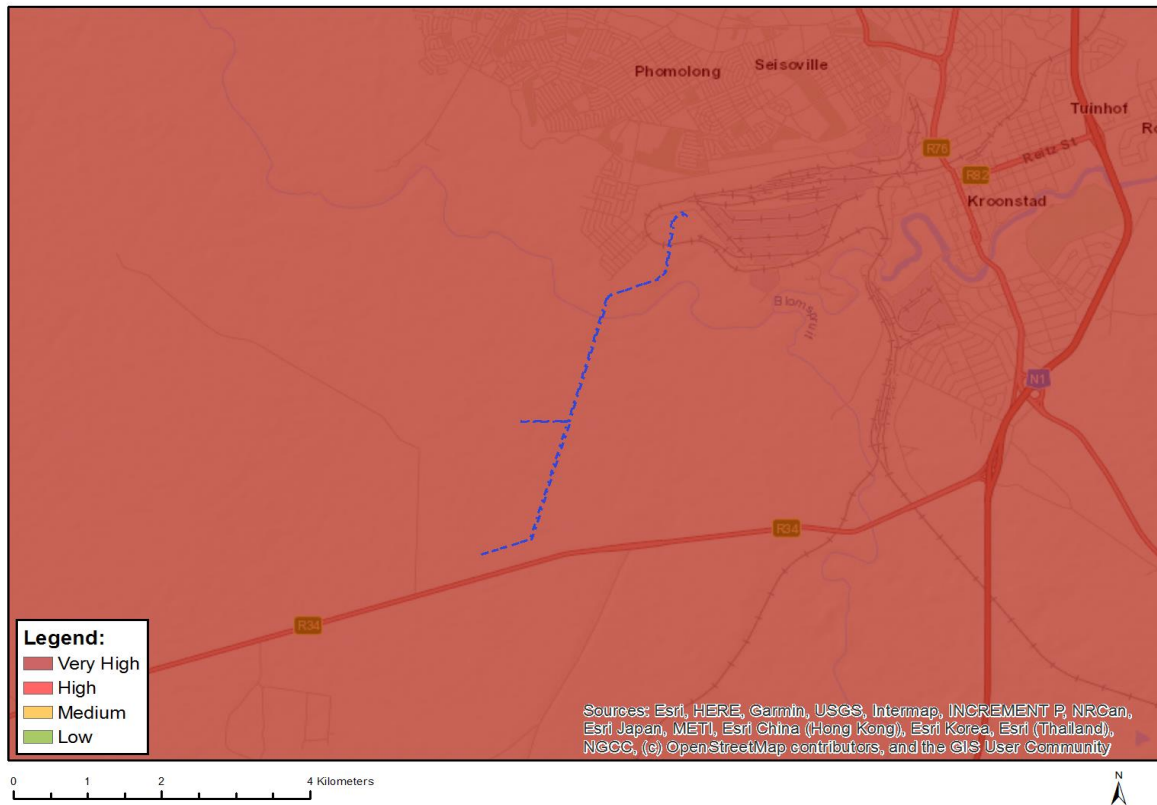 Phomolong
Seisoville
Tuinhof
R76
Reitz St
R82
Kroonstad
N1
R34
R34
Legend:
Very High
High
Medium
Low
Sources: Esri, HERE, Garmin, USGS, Intermap, INCREMENT P, NRCan,
Esri Japan, METI, Esri China (Hong Kong), Esri Korea, Esri (Thailand),
NGCC, (c) OpenStreetMap contributors, and the GIS User Community
0 1 2 4 Kilometers
N